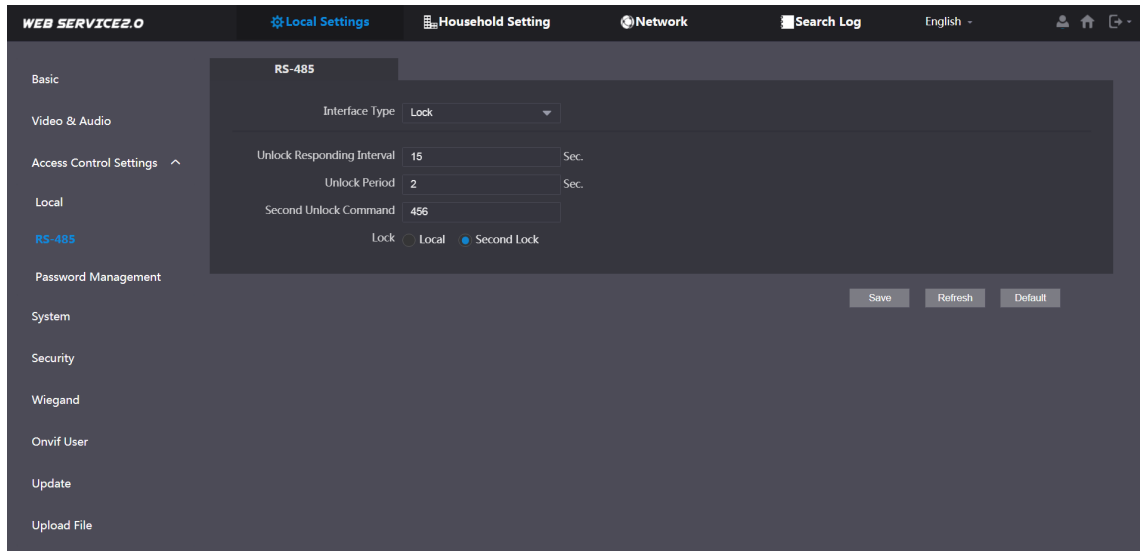 WEB SERVICE2.0 Local Settings Household Setting Network Search Log English
Basic
Video & Audio
Access Control Settings
Local
RS-485
Password Management
System
Security
Wiegand
Onvif User
Update
Upload File
RS-485
Interface Type Lock
Unlock Responding Interval 15 Sec.
Unlock Period 2 Sec.
Second Unlock Command 456
Lock Local Second Lock
Save Refresh Default